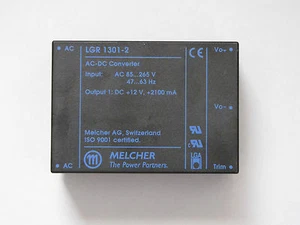 AC
LGR 1301-2
CE
Vo+
AC-DC Converter
Input: AC 85...265 V
47...63 Hz
Output 1: DC +12 V, +2100 mA
Vo-
Melcher AG, Switzerland
ISO 9001 certified.
AC
MELCHER
The Power Partners.
LGA
Trim